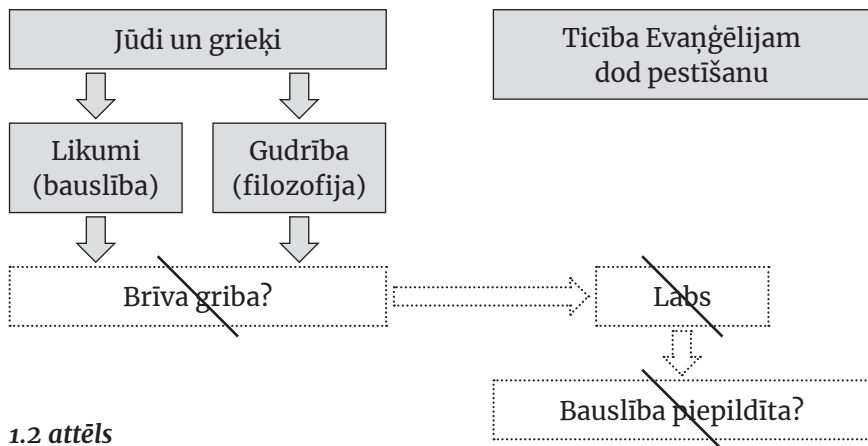 Jūdi un grieķi
Ticība Evaņģēlijam
dod pestīšanu
Likumi
(bauslība)
Gudrība
(filozofija)
Brīva griba?
Labs
Bauslība piepildīta?
1.2 attēls